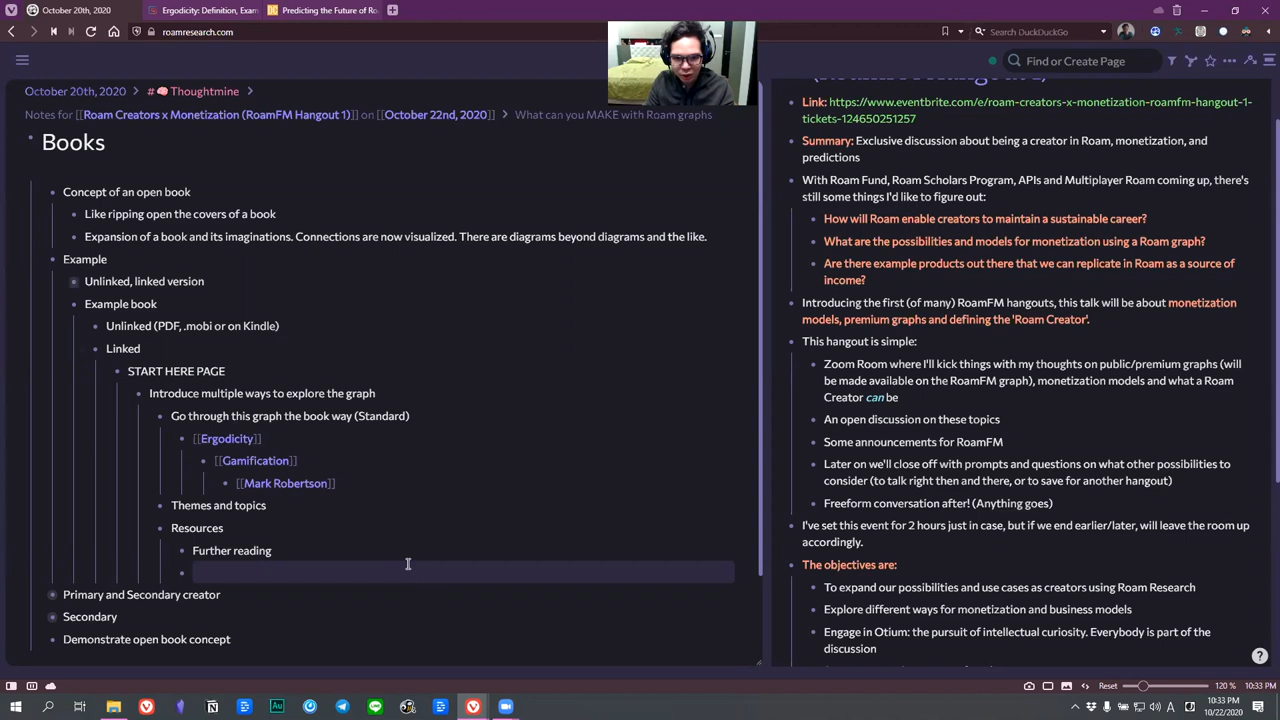 October 20th, 2020
Ergodicity: Definition, Exam
Predicting the Future of Ro
roamresearch.com
Search DuckDuckGo
Find or Create Page
October 20th, 2020 > # 🧠 Thoughtmine >
Notes for [[Roam Creators x Monetization (RoamFM Hangout 1)]] on [[October 22nd, 2020]] > What can you MAKE with Roam graphs
Books
Concept of an open book
Like ripping open the covers of a book
Expansion of a book and its imaginations. Connections are now visualized. There are diagrams beyond diagrams and the like.
Example
Unlinked, linked version
Example book
Unlinked (PDF, .mobi or on Kindle)
Linked
START HERE PAGE
Introduce multiple ways to explore the graph
Go through this graph the book way (Standard)
[[Ergodicity]]
[[Gamification]]
[[Mark Robertson]]
Themes and topics
Resources
Further reading
Primary and Secondary creator
Secondary
Demonstrate open book concept
Link: https://www.eventbrite.com/e/roam-creators-x-monetization-roamfm-hangout-1-
tickets-124650251257
Summary: Exclusive discussion about being a creator in Roam, monetization, and
predictions
With Roam Fund, Roam Scholars Program, APIs and Multiplayer Roam coming up, there's
still some things I'd like to figure out:
How will Roam enable creators to maintain a sustainable career?
What are the possibilities and models for monetization using a Roam graph?
Are there example products out there that we can replicate in Roam as a source of
income?
Introducing the first (of many) RoamFM hangouts, this talk will be about monetization
models, premium graphs and defining the 'Roam Creator'.
This hangout is simple:
Zoom Room where I'll kick things with my thoughts on public/premium graphs (will
be made available on the RoamFM graph), monetization models and what a Roam
Creator can be
An open discussion on these topics
Some announcements for RoamFM
Later on we'll close off with prompts and questions on what other possibilities to
consider (to talk right then and there, or to save for another hangout)
Freeform conversation after! (Anything goes)
I've set this event for 2 hours just in case, but if we end earlier/later, will leave the room up
accordingly.
The objectives are:
To expand our possibilities and use cases as creators using Roam Research
Explore different ways for monetization and business models
Engage in Otium: the pursuit of intellectual curiosity. Everybody is part of the
discussion
Reset
120 %
10:33 PM
10:33 PM
10/22/2020